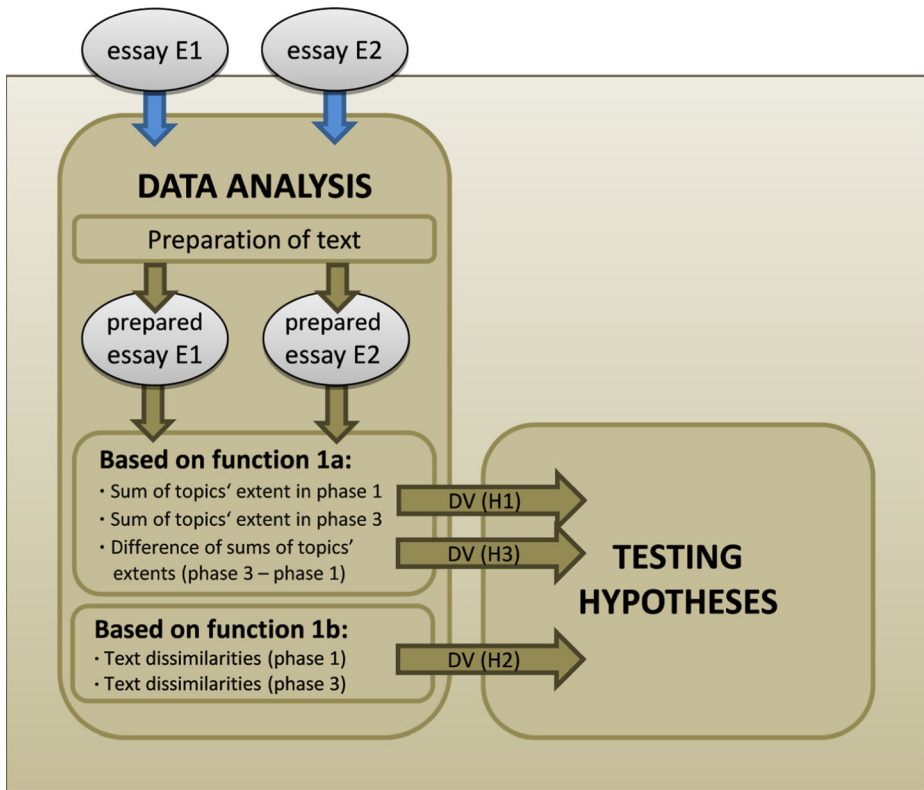 essay E1
essay E2
DATA ANALYSIS
Preparation of text
prepared
essay E1
prepared
essay E2
Based on function 1a:
· Sum of topics‘ extent in phase 1
· Sum of topics‘ extent in phase 3
· Difference of sums of topics’
extents (phase 3 – phase 1)
DV (H1)
DV (H3)
Based on function 1b:
· Text dissimilarities (phase 1)
· Text dissimilarities (phase 3)
DV (H2)
TESTING
HYPOTHESES